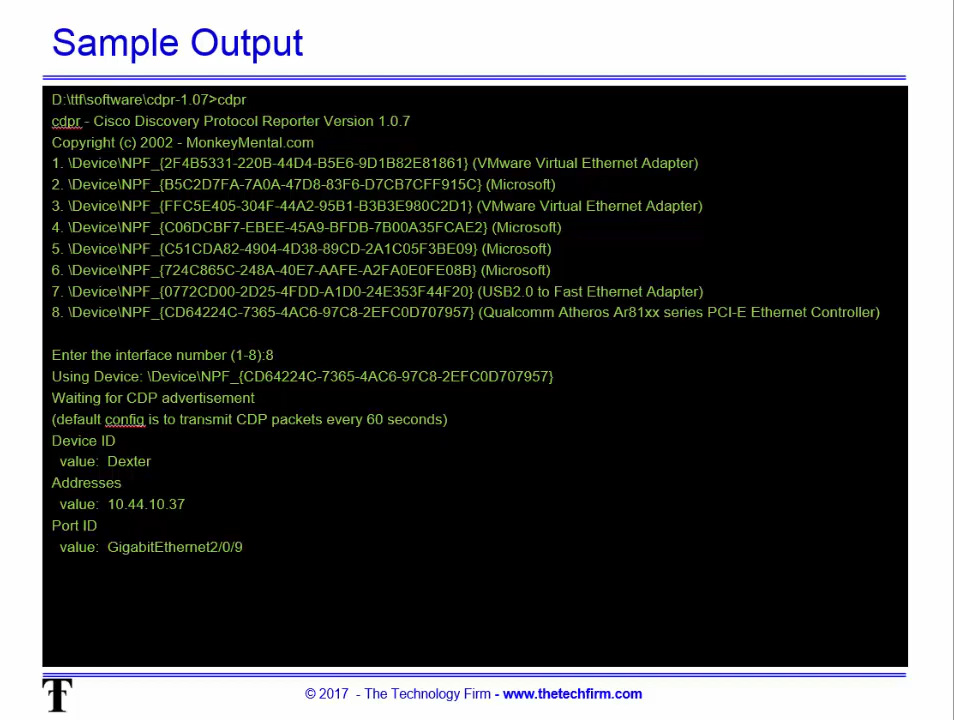 Sample Output
D:\ttf\software\cdpr-1.07>cdpr
cdpr - Cisco Discovery Protocol Reporter Version 1.0.7
Copyright (c) 2002 - MonkeyMental.com
1. \Device\NPF_{2F4B5331-220B-44D4-B5E6-9D1B82E81861} (VMware Virtual Ethernet Adapter)
2. \Device\NPF_{B5C2D7FA-7A0A-47D8-83F6-D7CB7CFF915C} (Microsoft)
3. \Device\NPF_{FFC5E405-304F-44A2-95B1-B3B3E980C2D1} (VMware Virtual Ethernet Adapter)
4. \Device\NPF_{C06DCBF7-EBEE-45A9-BFDB-7B00A35FCAE2} (Microsoft)
5. \Device\NPF_{C51CDA82-4904-4D38-89CD-2A1C05F3BE09} (Microsoft)
6. \Device\NPF_{724C865C-248A-40E7-AAFE-A2FA0E0FE08B} (Microsoft)
7. \Device\NPF_{0772CD00-2D25-4FDD-A1D0-24E353F44F20} (USB2.0 to Fast Ethernet Adapter)
8. \Device\NPF_{CD64224C-7365-4AC6-97C8-2EFC0D707957} (Qualcomm Atheros Ar81xx series PCI-E Ethernet Controller)
Enter the interface number (1-8):8
Using Device: \Device\NPF_{CD64224C-7365-4AC6-97C8-2EFC0D707957}
Waiting for CDP advertisement
(default config is to transmit CDP packets every 60 seconds)
Device ID
value: Dexter
Addresses
value: 10.44.10.37
Port ID
value: GigabitEthernet2/0/9
T
© 2017 - The Technology Firm - www.thetechfirm.com